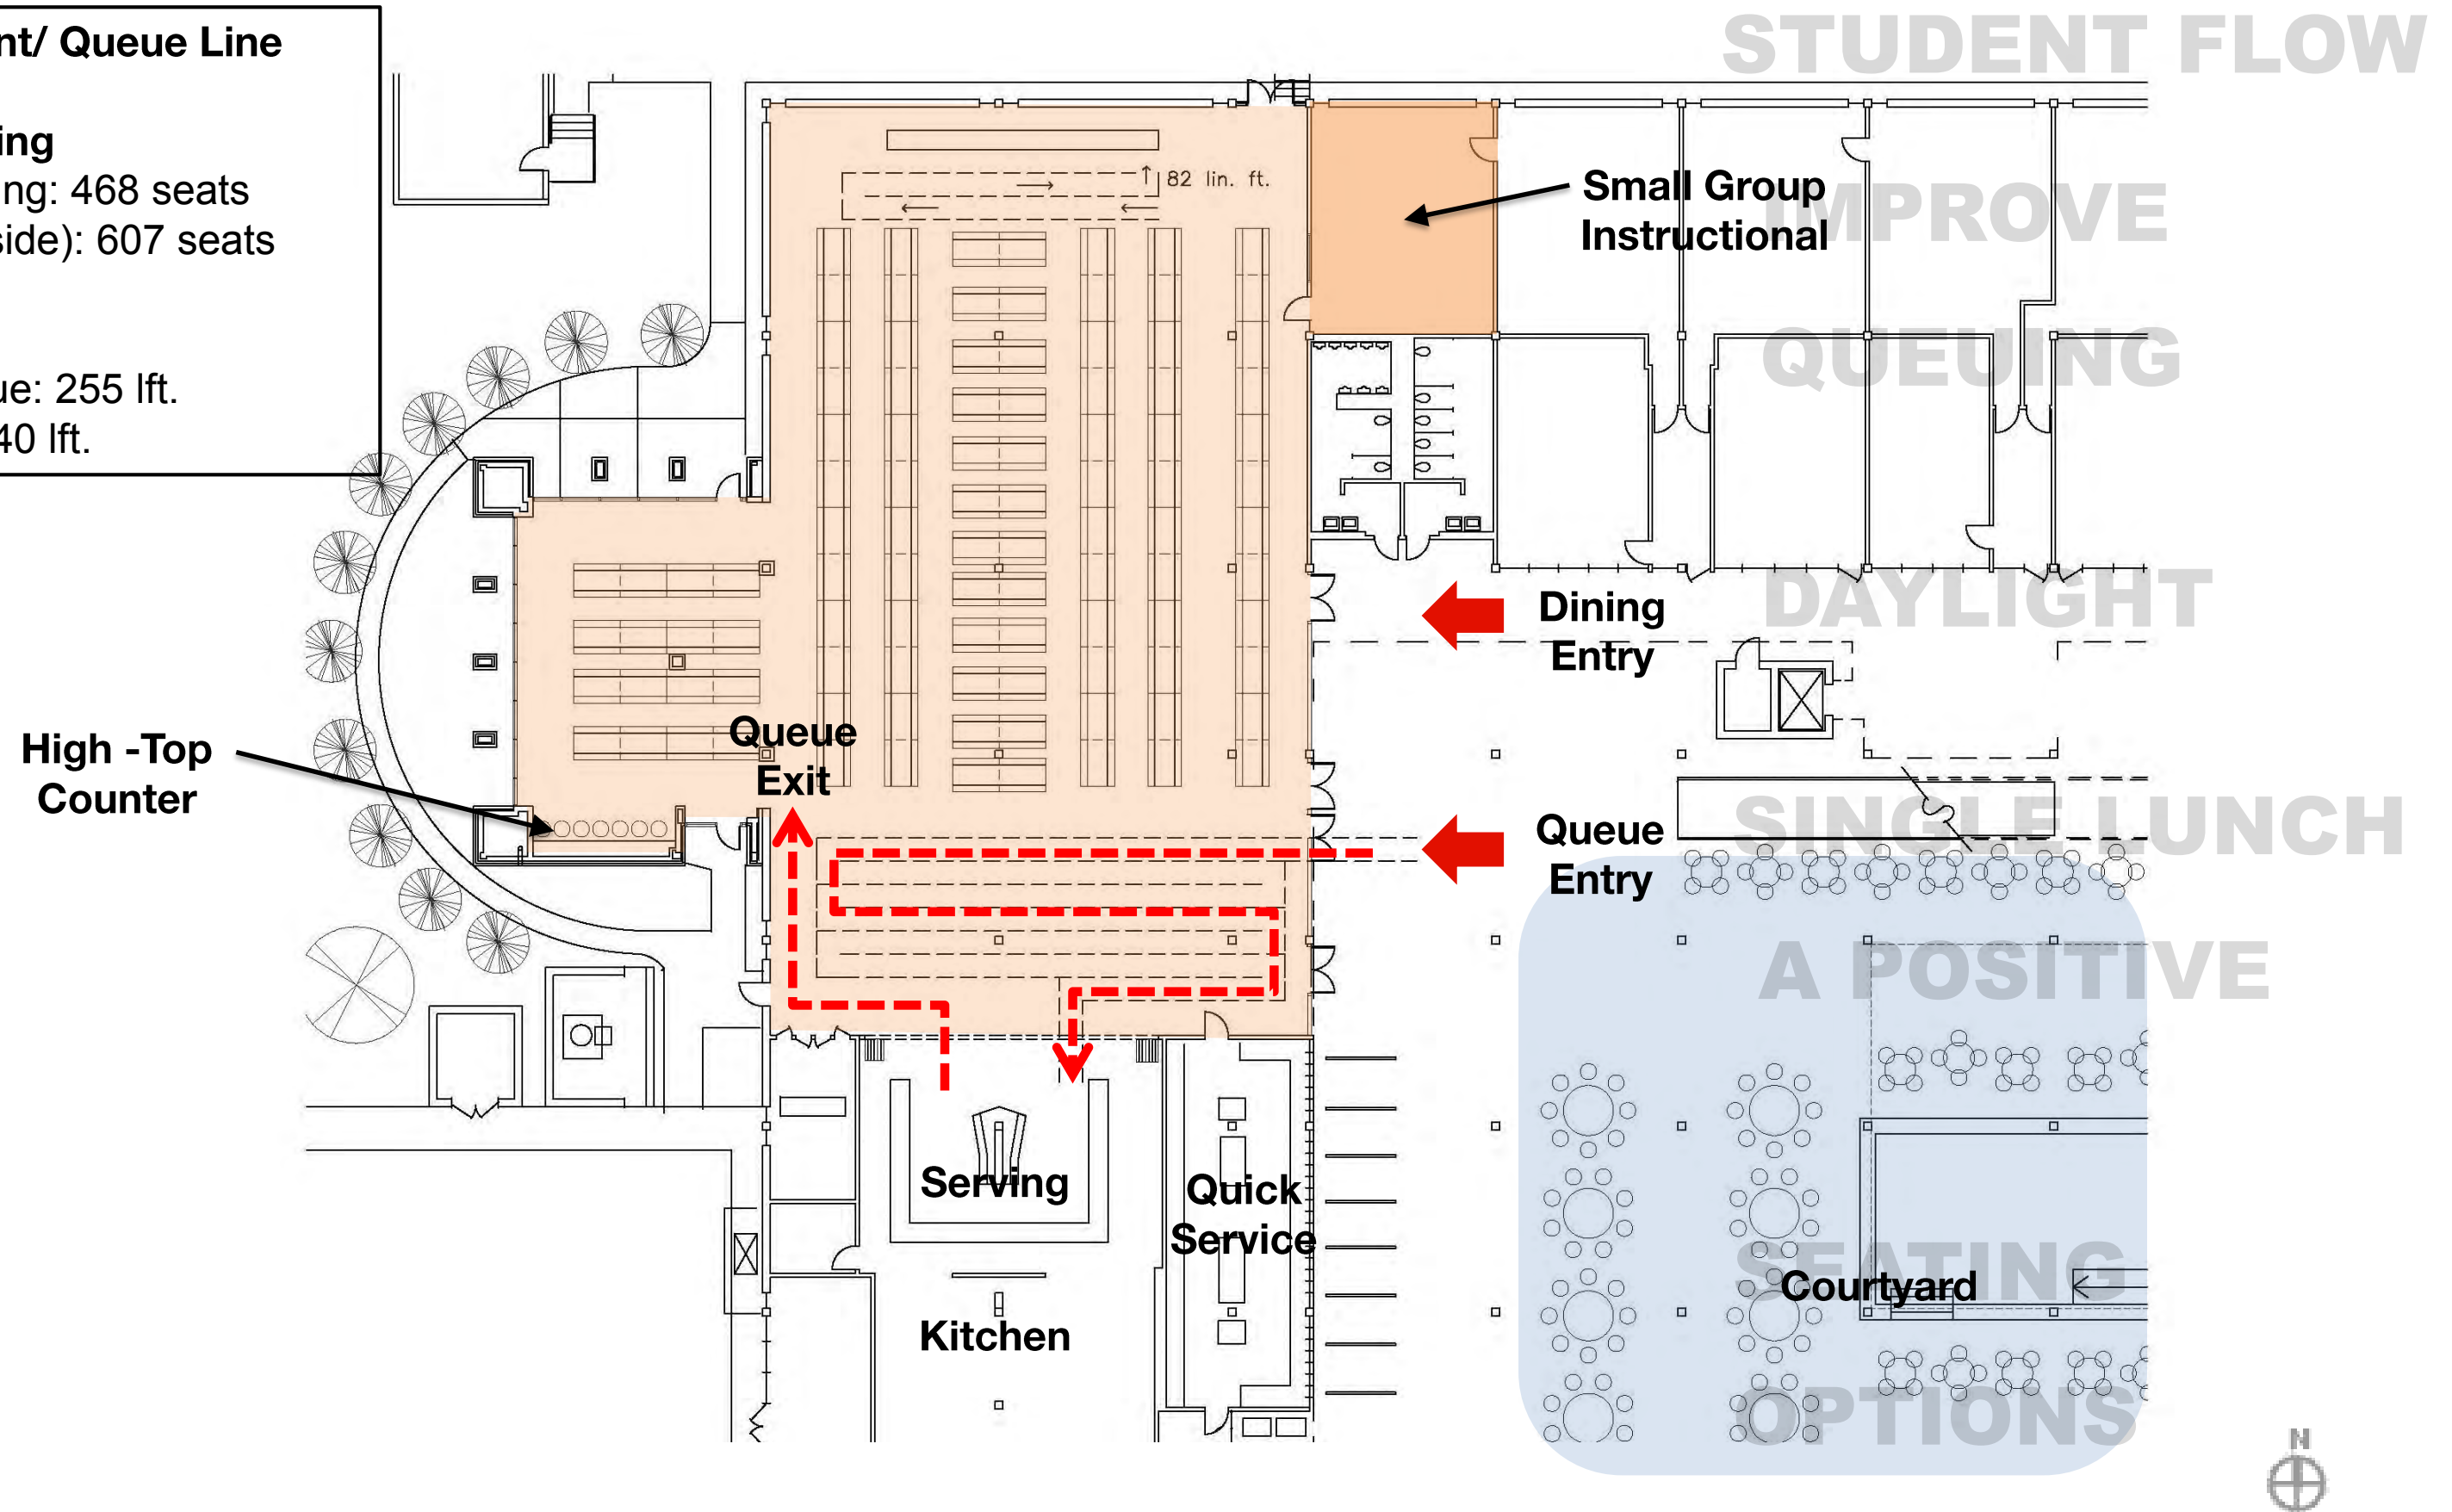 nt/ Queue Line
ing
ing: 468 seats
side): 607 seats
ue: 255 lft.
40 lft.
STUDENT FLOW
IMPROVE
QUEUING
DAYLIGHT
SINGLE LUNCH
A POSITIVE
SEATING
OPTIONS
82 lin. ft.
Small Group
Instructional
Dining
Entry
Queue
Exit
High -Top
Counter
Queue
Entry
Serving
Quick
Service
Courtyard
Kitchen
N